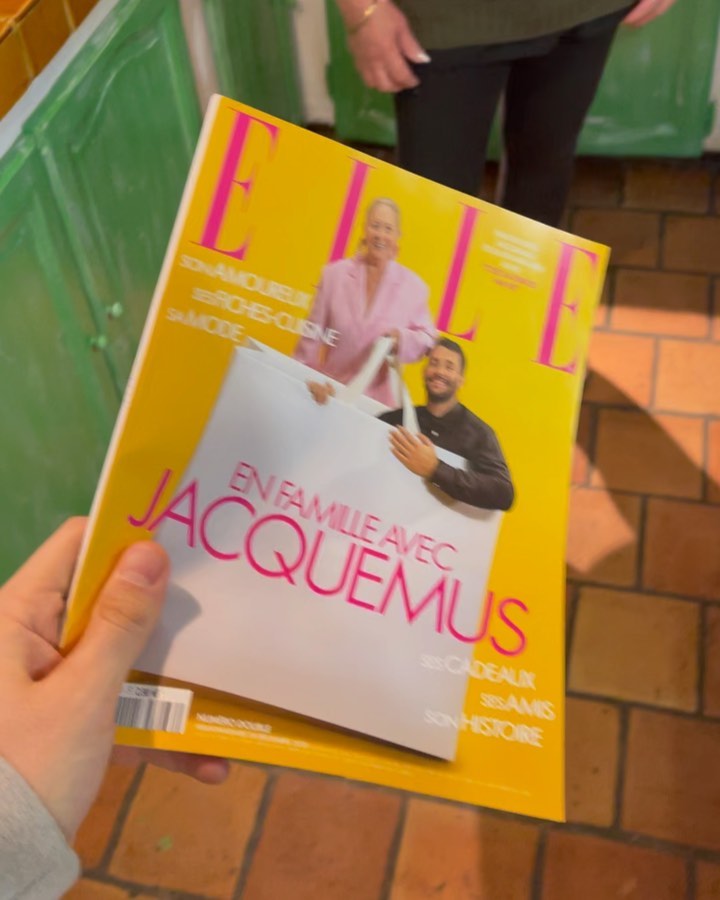 ELLE
SON AMOUREUX
SES FICHES-CUISINE
SA MODE
EN FAMILLE AVEC
JACQUEMUS
SES CADEAUX
SES AMIS
SON HISTOIRE
NUMÉRO DOUBLE